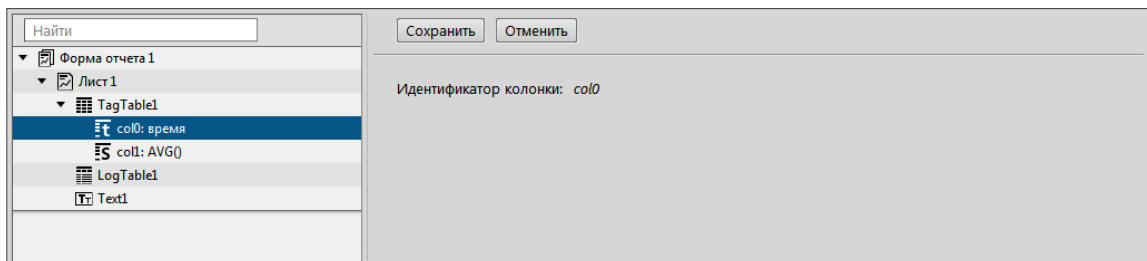 Найти
Форма отчета 1
Лист 1
TagTable1
col0: время
col1: AVG()
LogTable1
Text1
Сохранить Отменить
Идентификатор колонки: col0